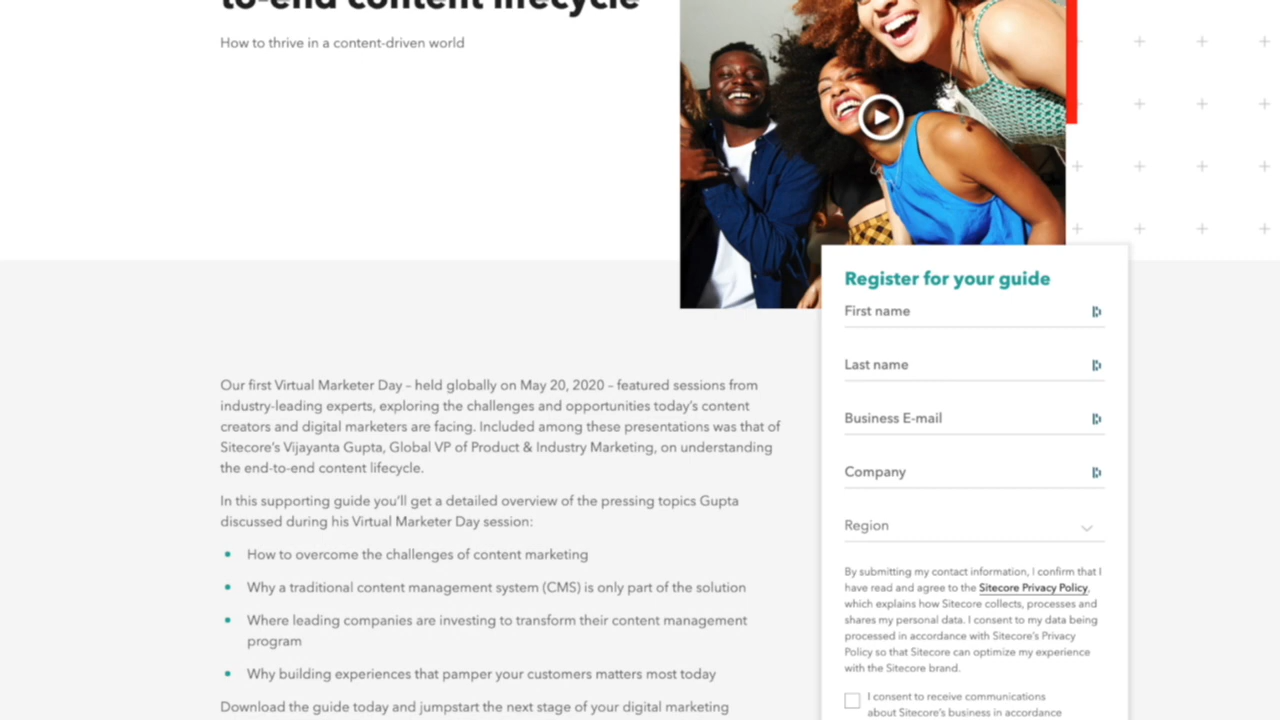 to-end content lifecycle
How to thrive in a content-driven world
Our first Virtual Marketer Day – held globally on May 20, 2020 – featured sessions from
industry-leading experts, exploring the challenges and opportunities today's content
creators and digital marketers are facing. Included among these presentations was that of
Sitecore's Vijayanta Gupta, Global VP of Product & Industry Marketing, on understanding
the end-to-end content lifecycle.
In this supporting guide you'll get a detailed overview of the pressing topics Gupta
discussed during his Virtual Marketer Day session:
How to overcome the challenges of content marketing
Why a traditional content management system (CMS) is only part of the solution
Where leading companies are investing to transform their content management
program
Why building experiences that pamper your customers matters most today
Download the guide today and jumpstart the next stage of your digital marketing
Register for your guide
First name
Last name
Business E-mail
Company
Region
By submitting my contact information, I confirm that I
have read and agree to the Sitecore Privacy Policy,
which explains how Sitecore collects, processes and
shares my personal data. I consent to my data being
processed in accordance with Sitecore's Privacy
Policy so that Sitecore can optimize my experience
with the Sitecore brand.
I consent to receive communications
about Sitecore's business in accordance